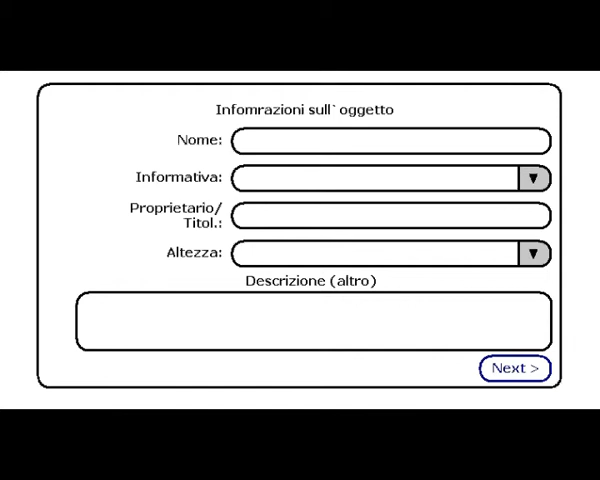 Infomrazioni sull`oggetto
Nome:
Informativa:
Proprietario/
Titol.:
Altezza:
Descrizione (altro)
Next >